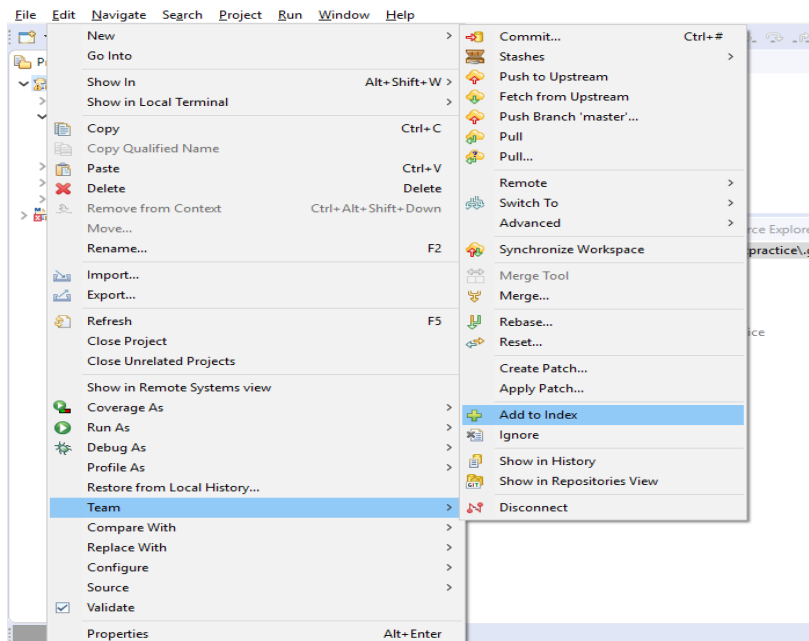 File Edit Navigate Search Project Run Window Help
New >
Go Into
Show In Alt+Shift+W >
Show in Local Terminal >
Copy Ctrl+C
Copy Qualified Name
Paste Ctrl+V
Delete Delete
Remove from Context Ctrl+Alt+Shift+Down
Move...
Rename... F2
Import...
Export...
Refresh F5
Close Project
Close Unrelated Projects
Show in Remote Systems view
Coverage As >
Run As >
Debug As >
Profile As >
Restore from Local History...
Team >
Compare With >
Replace With >
Configure >
Source >
Validate
Properties Alt+Enter
Commit... Ctrl+#
Stashes >
Push to Upstream
Fetch from Upstream
Push Branch 'master'...
Pull
Pull...
Remote >
Switch To >
Advanced >
Synchronize Workspace
Merge Tool
Merge...
Rebase...
Reset...
Create Patch...
Apply Patch...
Add to Index
Ignore
Show in History
Show in Repositories View
Disconnect
practice\.g